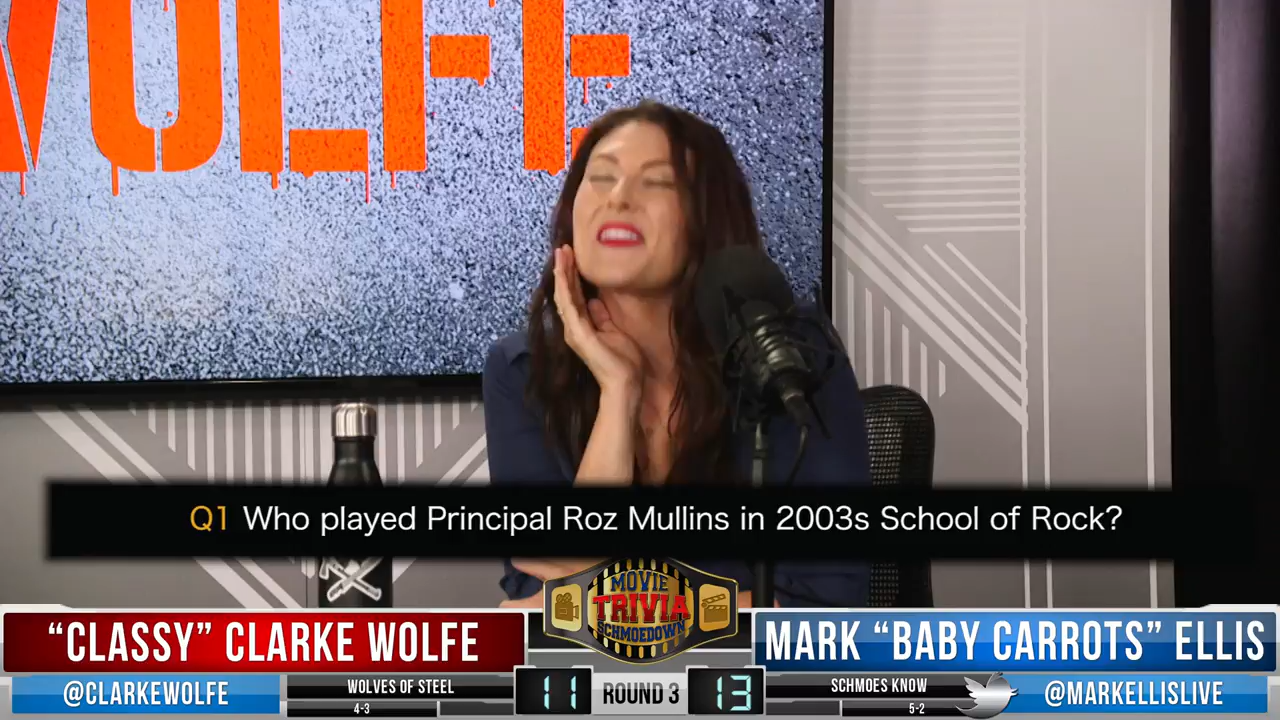 WOLFE
Q1 Who played Principal Roz Mullins in 2003s School of Rock?
MOVIE
TRIVIA
SCHMOEDOWN
“CLASSY” CLARKE WOLFE
MARK “BABY CARROTS” ELLIS
@CLARKEWOLFE
WOLVES OF STEEL
4-3
11
ROUND 3
13
SCHMOES KNOW
5-2
@MARKELLISLIVE